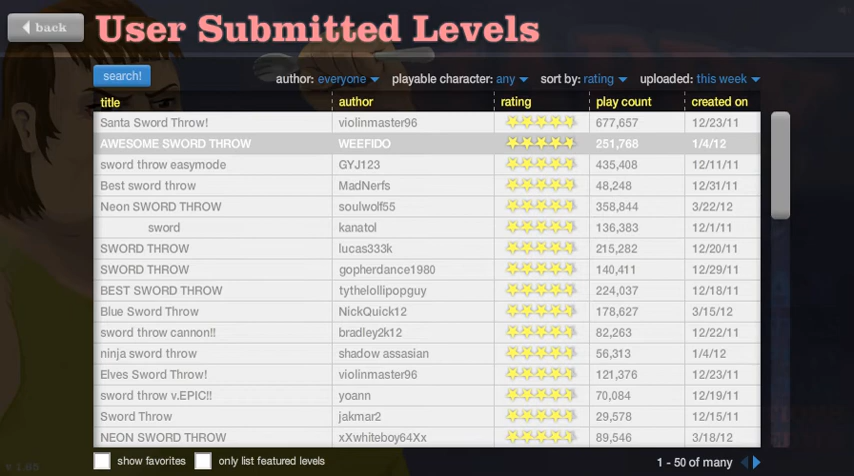 back User Submitted Levels
search! author: everyone playable character: any sort by: rating uploaded: this week
title author rating play count created on
Santa Sword Throw! violinmaster96 677,657 12/23/11
AWESOME SWORD THROW WEEFIDO 251,768 1/4/12
sword throw easymode GYJ123 435,408 12/11/11
Best sword throw MadNerfs 48,248 12/31/11
Neon SWORD THROW soulwolf55 358,844 3/22/12
sword kanatol 136,383 12/1/11
SWORD THROW lucas333k 215,282 12/20/11
SWORD THROW gopherdance1980 140,411 12/29/11
BEST SWORD THROW tythelollipopguy 224,037 12/18/11
Blue Sword Throw NickQuick12 178,627 3/15/12
sword throw cannon!! bradley2k12 82,263 12/22/11
ninja sword throw shadow assasian 56,313 1/4/12
Elves Sword Throw! violinmaster96 121,376 12/23/11
sword throw v.EPIC!! yoann 70,084 12/19/11
Sword Throw jakmar2 29,578 12/15/11
NEON SWORD THROW xXwhiteboy64Xx 89,546 3/18/12
show favorites only list featured levels 1 - 50 of many
v 1.85